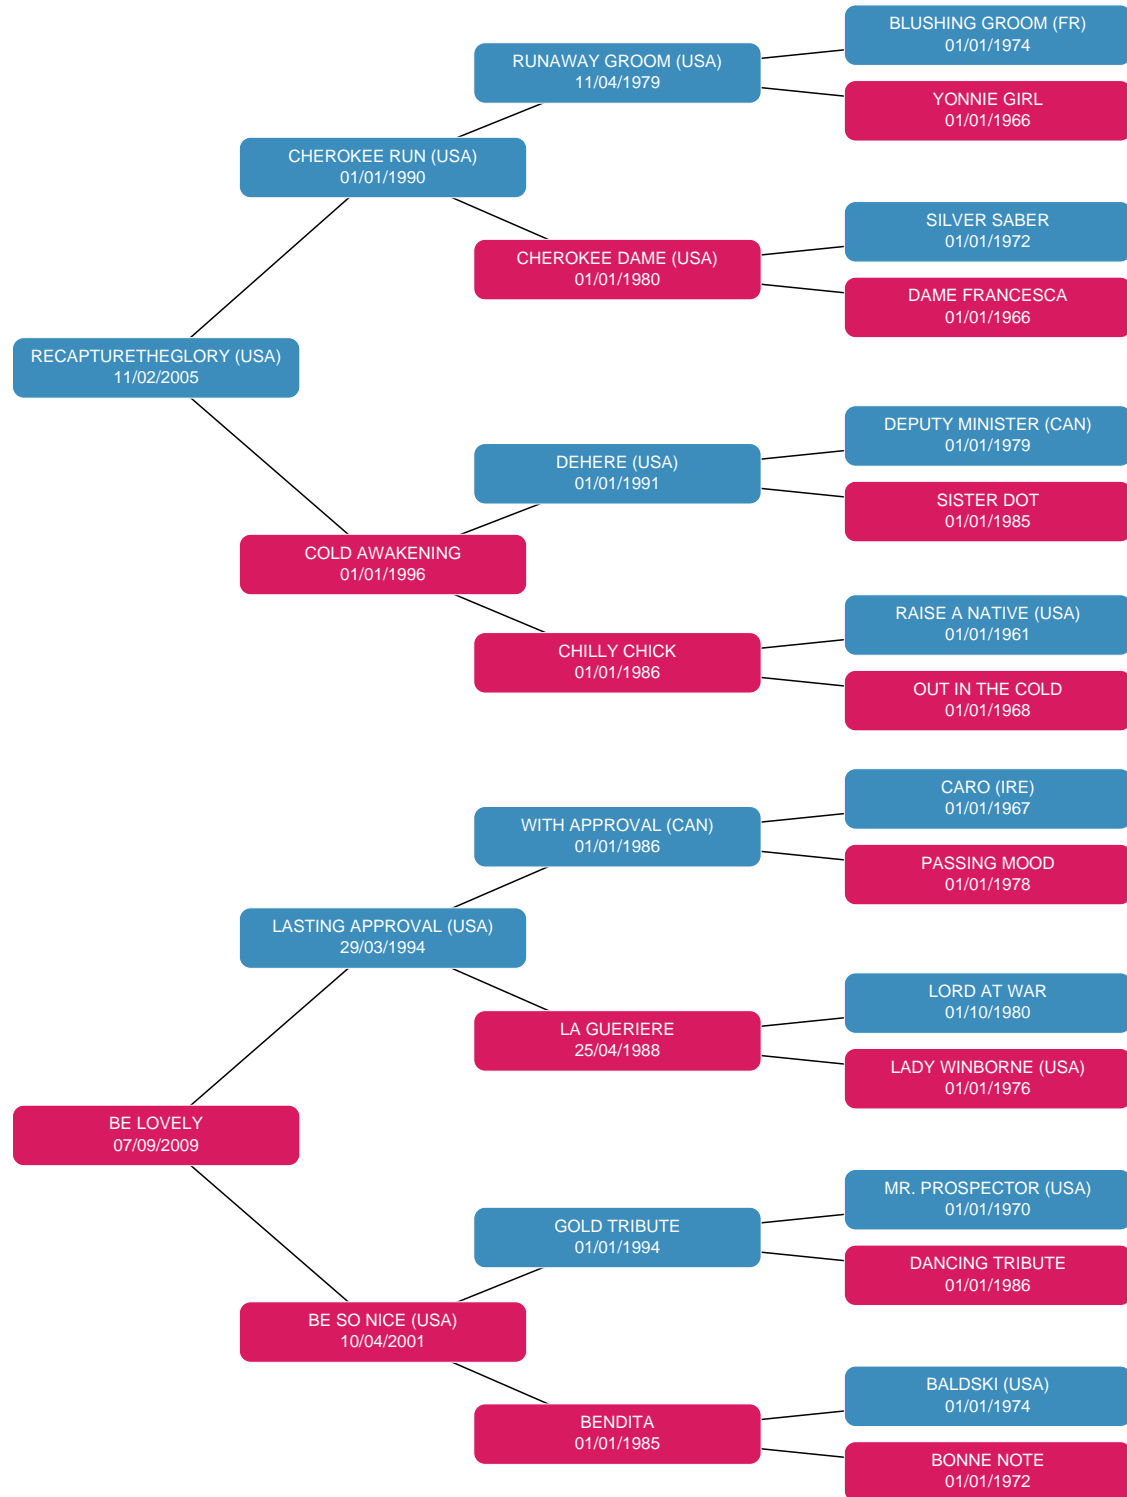 BLUSHING GROOM (FR)
01/01/1974
RUNAWAY GROOM (USA)
11/04/1979
YONNIE GIRL
01/01/1966
CHEROKEE RUN (USA)
01/01/1990
SILVER SABER
01/01/1972
CHEROKEE DAME (USA)
01/01/1980
DAME FRANCESCA
01/01/1966
RECAPTURETHEGLORY (USA)
11/02/2005
DEPUTY MINISTER (CAN)
01/01/1979
DEHERE (USA)
01/01/1991
SISTER DOT
01/01/1985
COLD AWAKENING
01/01/1996
RAISE A NATIVE (USA)
01/01/1961
CHILLY CHICK
01/01/1986
OUT IN THE COLD
01/01/1968
CARO (IRE)
01/01/1967
WITH APPROVAL (CAN)
01/01/1986
PASSING MOOD
01/01/1978
LASTING APPROVAL (USA)
29/03/1994
LORD AT WAR
01/10/1980
LA GUERIERE
25/04/1988
LADY WINBORNE (USA)
01/01/1976
BE LOVELY
07/09/2009
MR. PROSPECTOR (USA)
01/01/1970
GOLD TRIBUTE
01/01/1994
DANCING TRIBUTE
01/01/1986
BE SO NICE (USA)
10/04/2001
BALDSKI (USA)
01/01/1974
BENDITA
01/01/1985
BONNE NOTE
01/01/1972